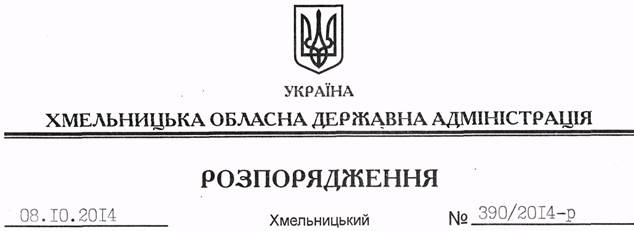 УКРАЇНА
ХМЕЛЬНИЦЬКА ОБЛАСНА ДЕРЖАВНА АДМІНІСТРАЦІЯ
РОЗПОРЯДЖЕННЯ
08.10.2014 Хмельницький № 390/2014-р